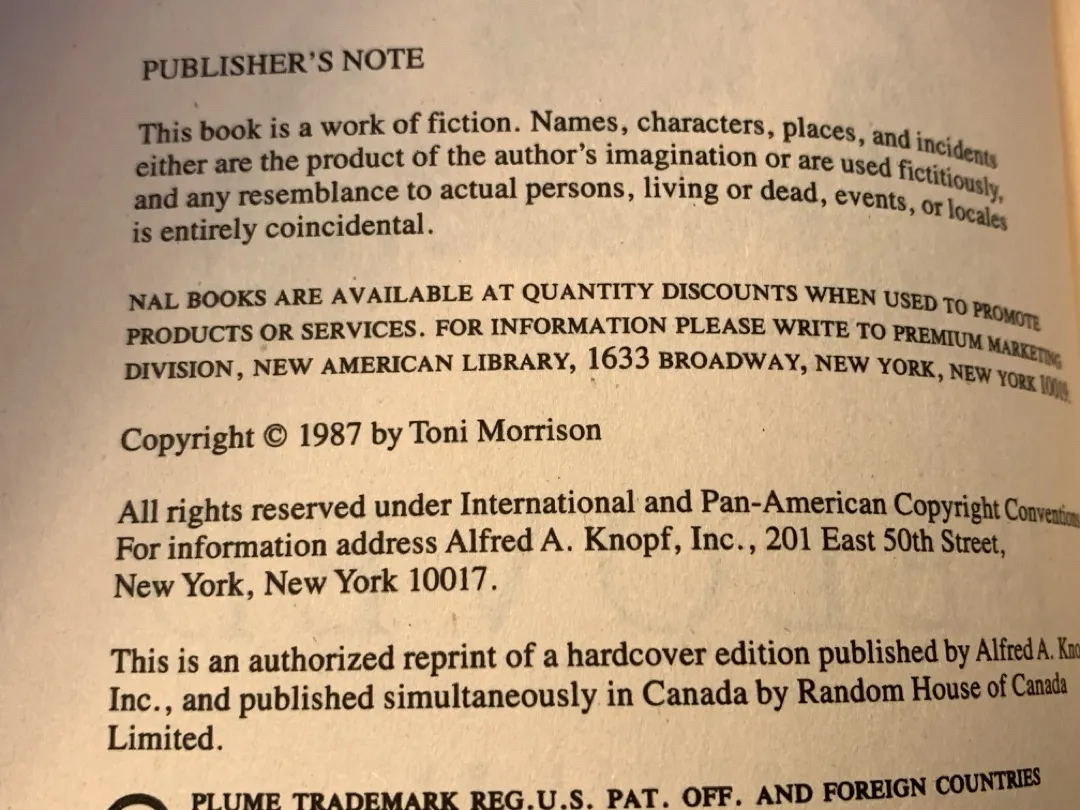 PUBLISHER'S NOTE
This book is a work of fiction. Names, characters, places, and incidents
either are the product of the author's imagination or are used fictitiously,
and any resemblance to actual persons, living or dead, events, or locales
is entirely coincidental.
NAL BOOKS ARE AVAILABLE AT QUANTITY DISCOUNTS WHEN USED TO PROMOTE
PRODUCTS OR SERVICES. FOR INFORMATION PLEASE WRITE TO PREMIUM MARKETING
DIVISION, NEW AMERICAN LIBRARY, 1633 BROADWAY, NEW YORK, NEW YORK 10019.
Copyright © 1987 by Toni Morrison
All rights reserved under International and Pan-American Copyright Conventions
For information address Alfred A. Knopf, Inc., 201 East 50th Street,
New York, New York 10017.
This is an authorized reprint of a hardcover edition published by Alfred A. Kno
Inc., and published simultaneously in Canada by Random House of Canada
Limited.
PLUME TRADEMARK REG.U.S. PAT. OFF. AND FOREIGN COUNTRIES